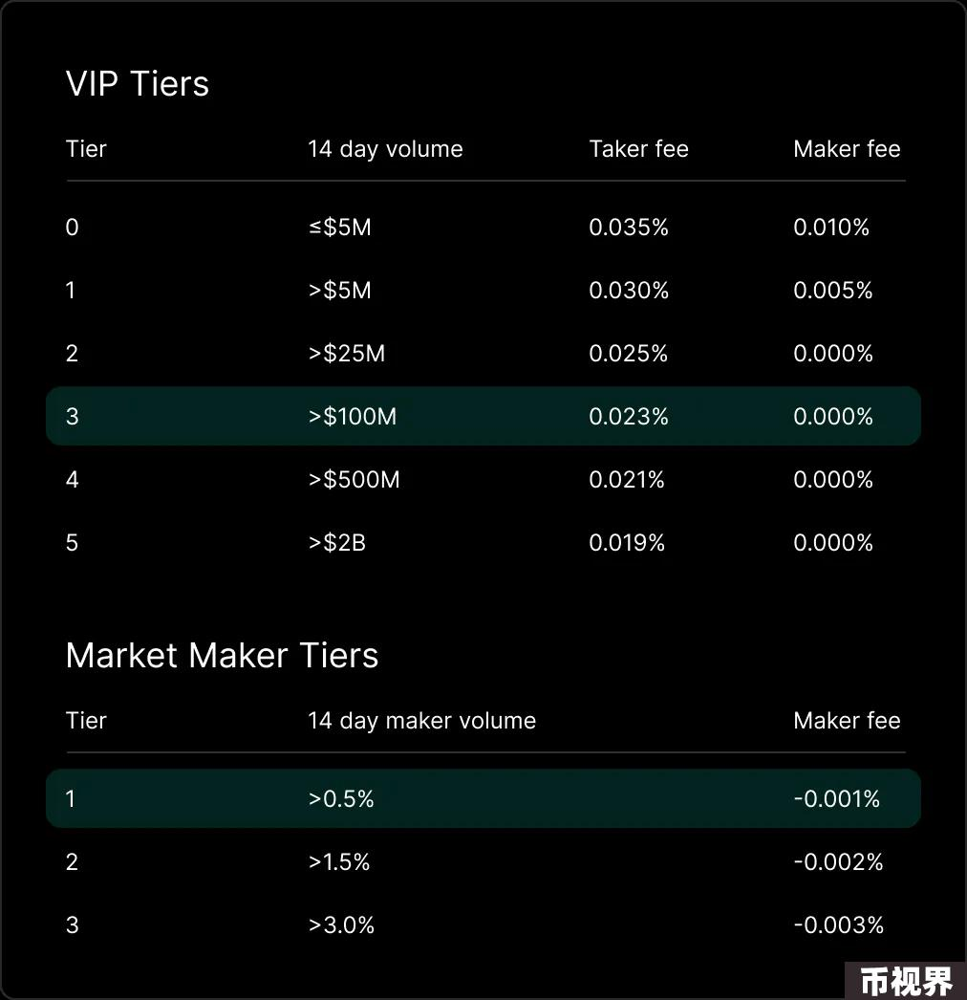 VIP Tiers
Tier 14 day volume Taker fee Maker fee
0 ≤$5M 0.035% 0.010%
1 >$5M 0.030% 0.005%
2 >$25M 0.025% 0.000%
3 >$100M 0.023% 0.000%
4 >$500M 0.021% 0.000%
5 >$2B 0.019% 0.000%
Market Maker Tiers
Tier 14 day maker volume Maker fee
1 >0.5% -0.001%
2 >1.5% -0.002%
3 >3.0% -0.003%
币视界